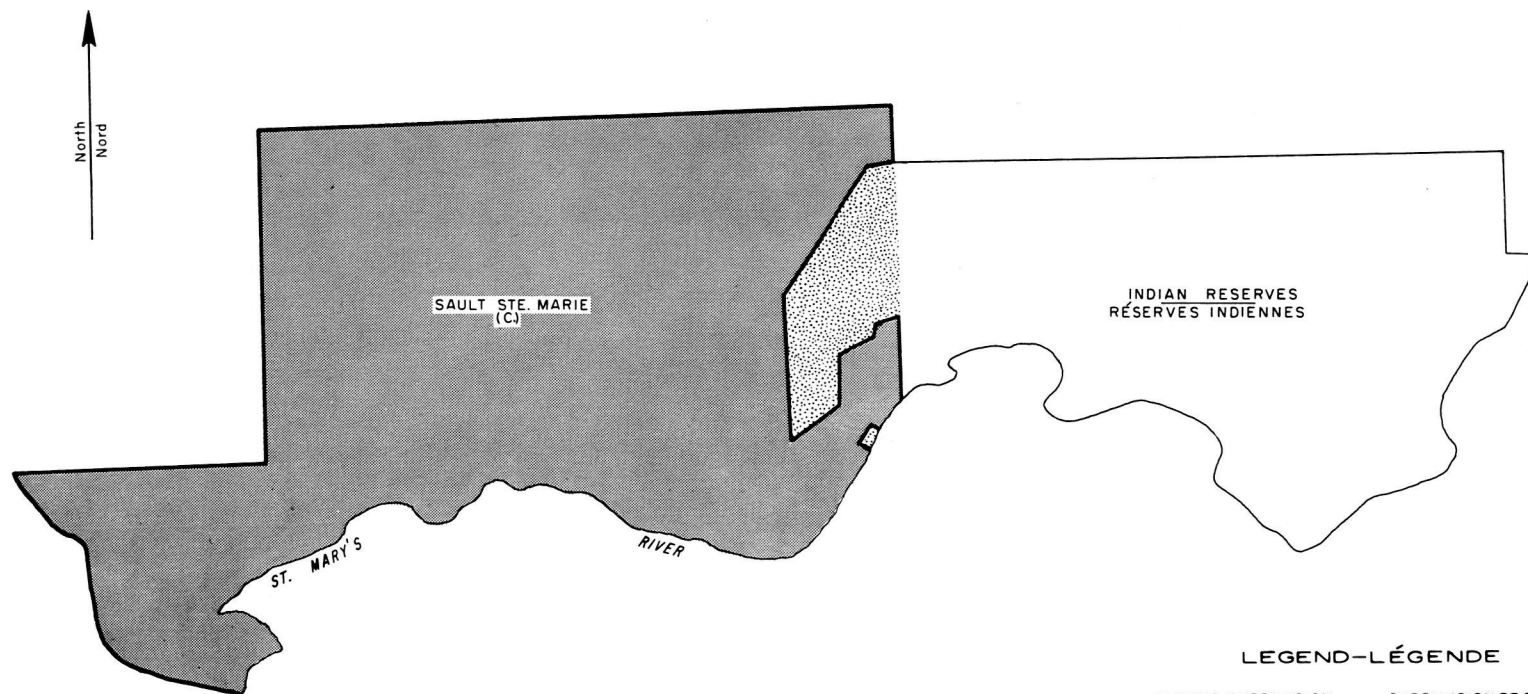 North
Nord
SAULT STE. MARIE
(C.)
INDIAN RESERVES
RÉSERVES INDIENNES
ST. MARY'S RIVER
LEGEND-LÉGENDE